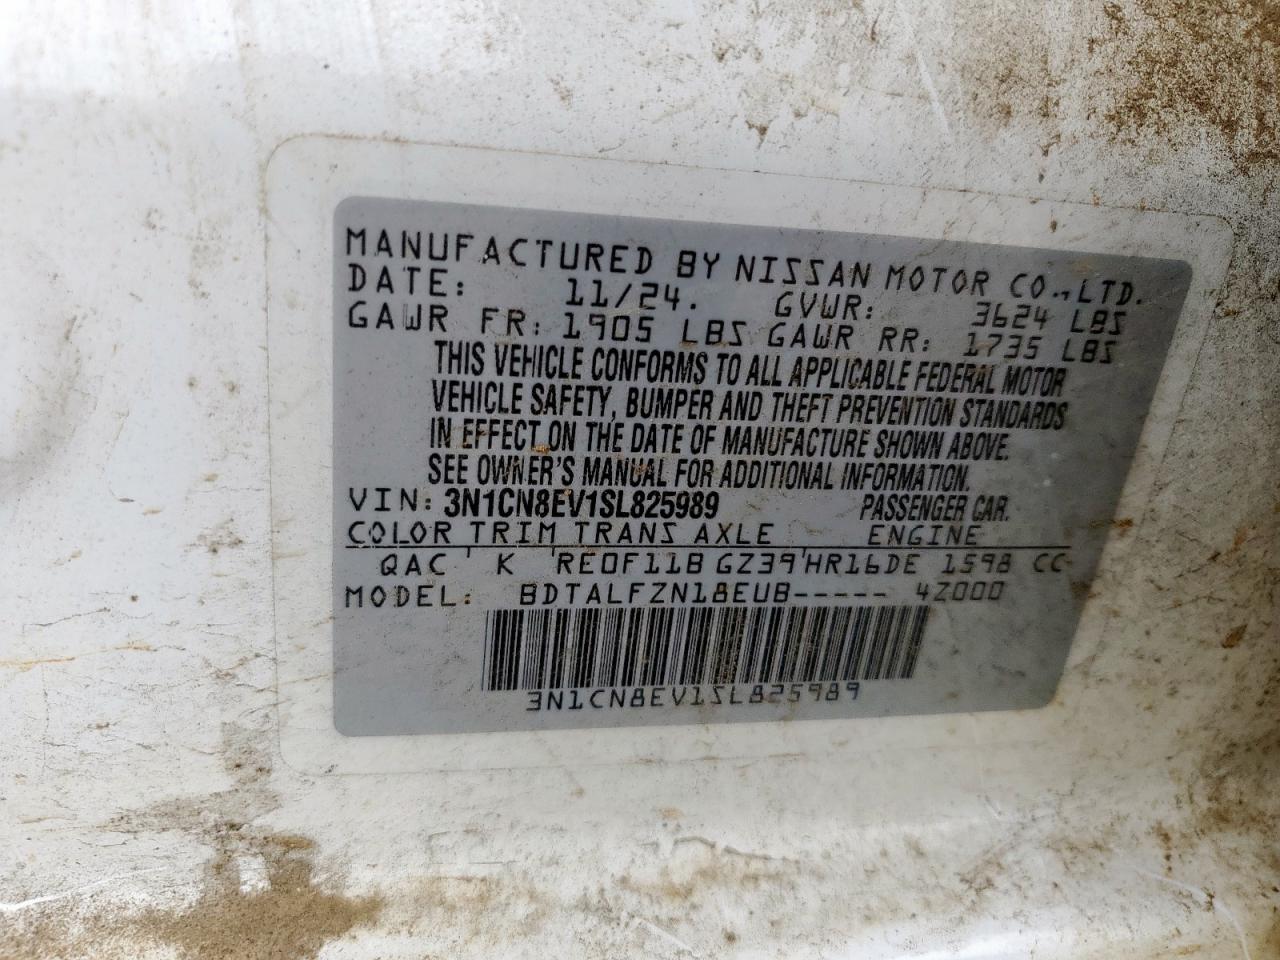 MANUFACTURED BY NISSAN MOTOR CO., LTD.
DATE: 11/24. GVWR: 3624 LBS
GAWR FR: 1905 LBS GAWR RR: 1735 LBS
THIS VEHICLE CONFORMS TO ALL APPLICABLE FEDERAL MOTOR
VEHICLE SAFETY, BUMPER AND THEFT PREVENTION STANDARDS
IN EFFECT ON THE DATE OF MANUFACTURE SHOWN ABOVE.
SEE OWNER'S MANUAL FOR ADDITIONAL INFORMATION.
VIN: 3N1CN8EV1SL825989 PASSENGER CAR.
COLOR TRIM TRANS AXLE ENGINE
QAC ' K ' RE0F11B GZ39'HR16DE 1598 CC
MODEL: BDTALFZN18EUB----- 4Z000
3N1CN8EV1SL825989